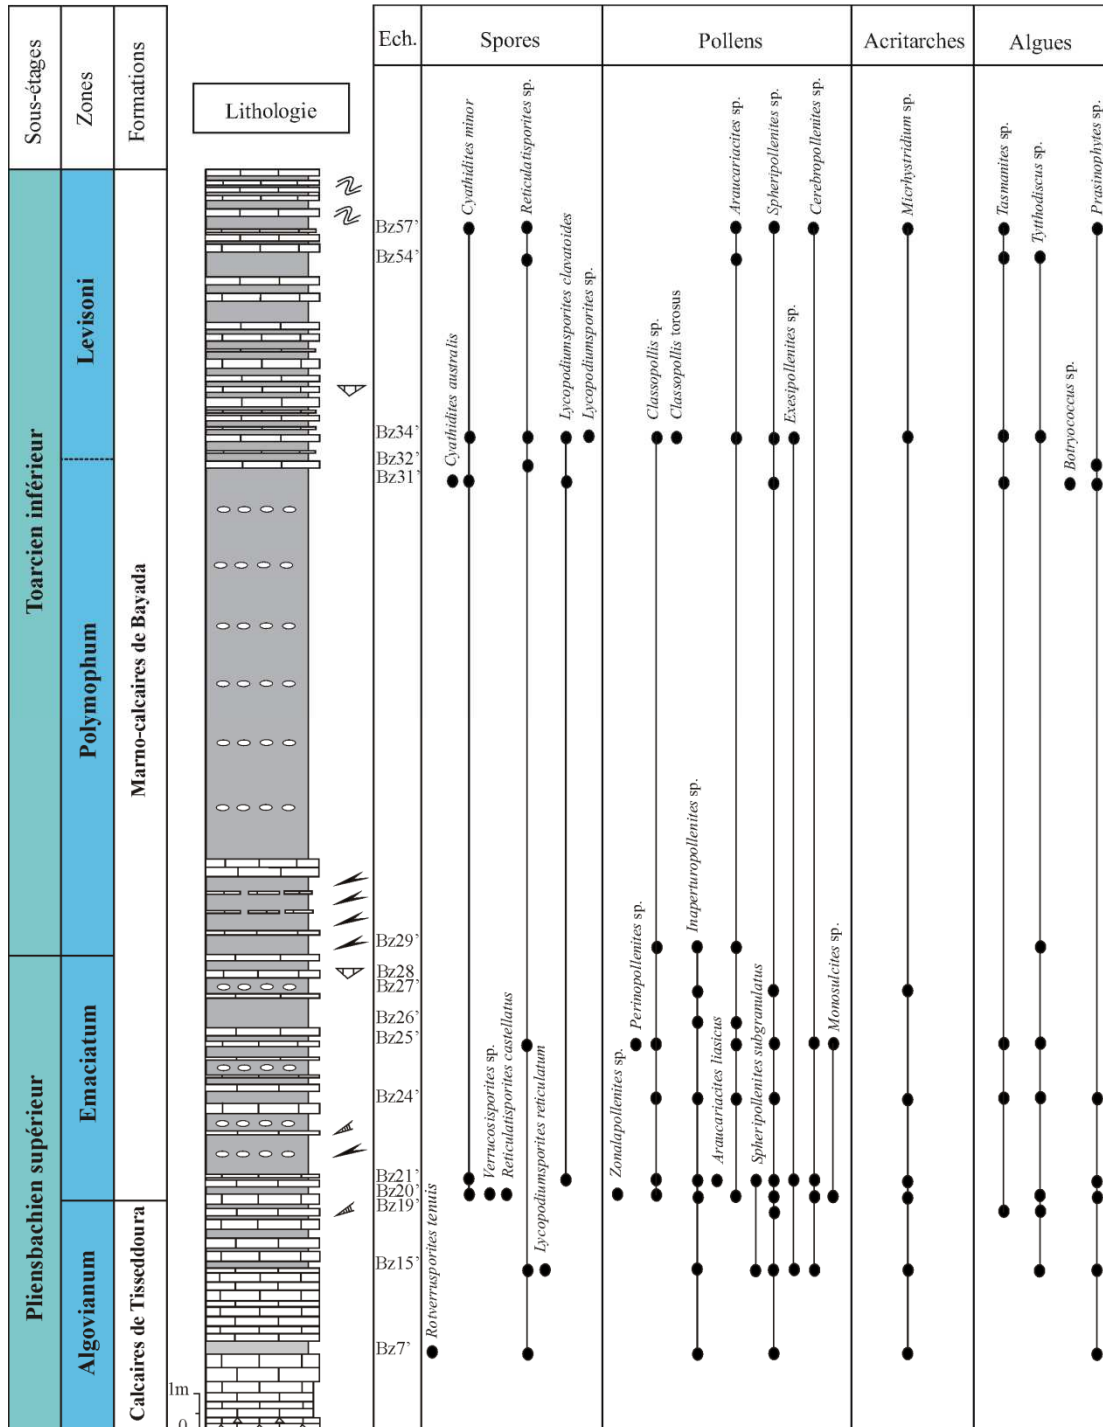 Sous-étages
Zones
Formations
Lithologie
Ech.
Spores
Pollens
Acritarches
Algues
Toarcien inférieur
Pliensbachien supérieur
Levisoni
Polymophum
Emaciatum
Algovianum
Marno-calcaires de Bayada
Calcaires de Tisseddoura
1m
0
Bz57'
Bz54'
Bz34'
Bz32'
Bz31'
Bz29'
Bz28
Bz27'
Bz26'
Bz25'
Bz24'
Bz21'
Bz20'
Bz19'
Bz15'
Bz7'
Rotverrusporites tenuis
Cyathidites australis
Cyathidites minor
Verrucosisporites sp.
Reticulatisporites castellatus
Reticulatisporites sp.
Lycopodiumsporites reticulatum
Lycopodiumsporites clavatoides
Lycopodiumsporites sp.
Zonalapollenites sp.
Perinopollenites sp.
Classopollis sp.
Classopollis torosus
Inaperturopollenites sp.
Araucariacites liasicus
Araucariacites sp.
Spheripollenites subgranulatus
Spheripollenites sp.
Exesipollenites sp.
Cerebropollenites sp.
Monosulcites sp.
Micrhystridium sp.
Tasmanites sp.
Tytthodiscus sp.
Botryococcus sp.
Prasinophytes sp.